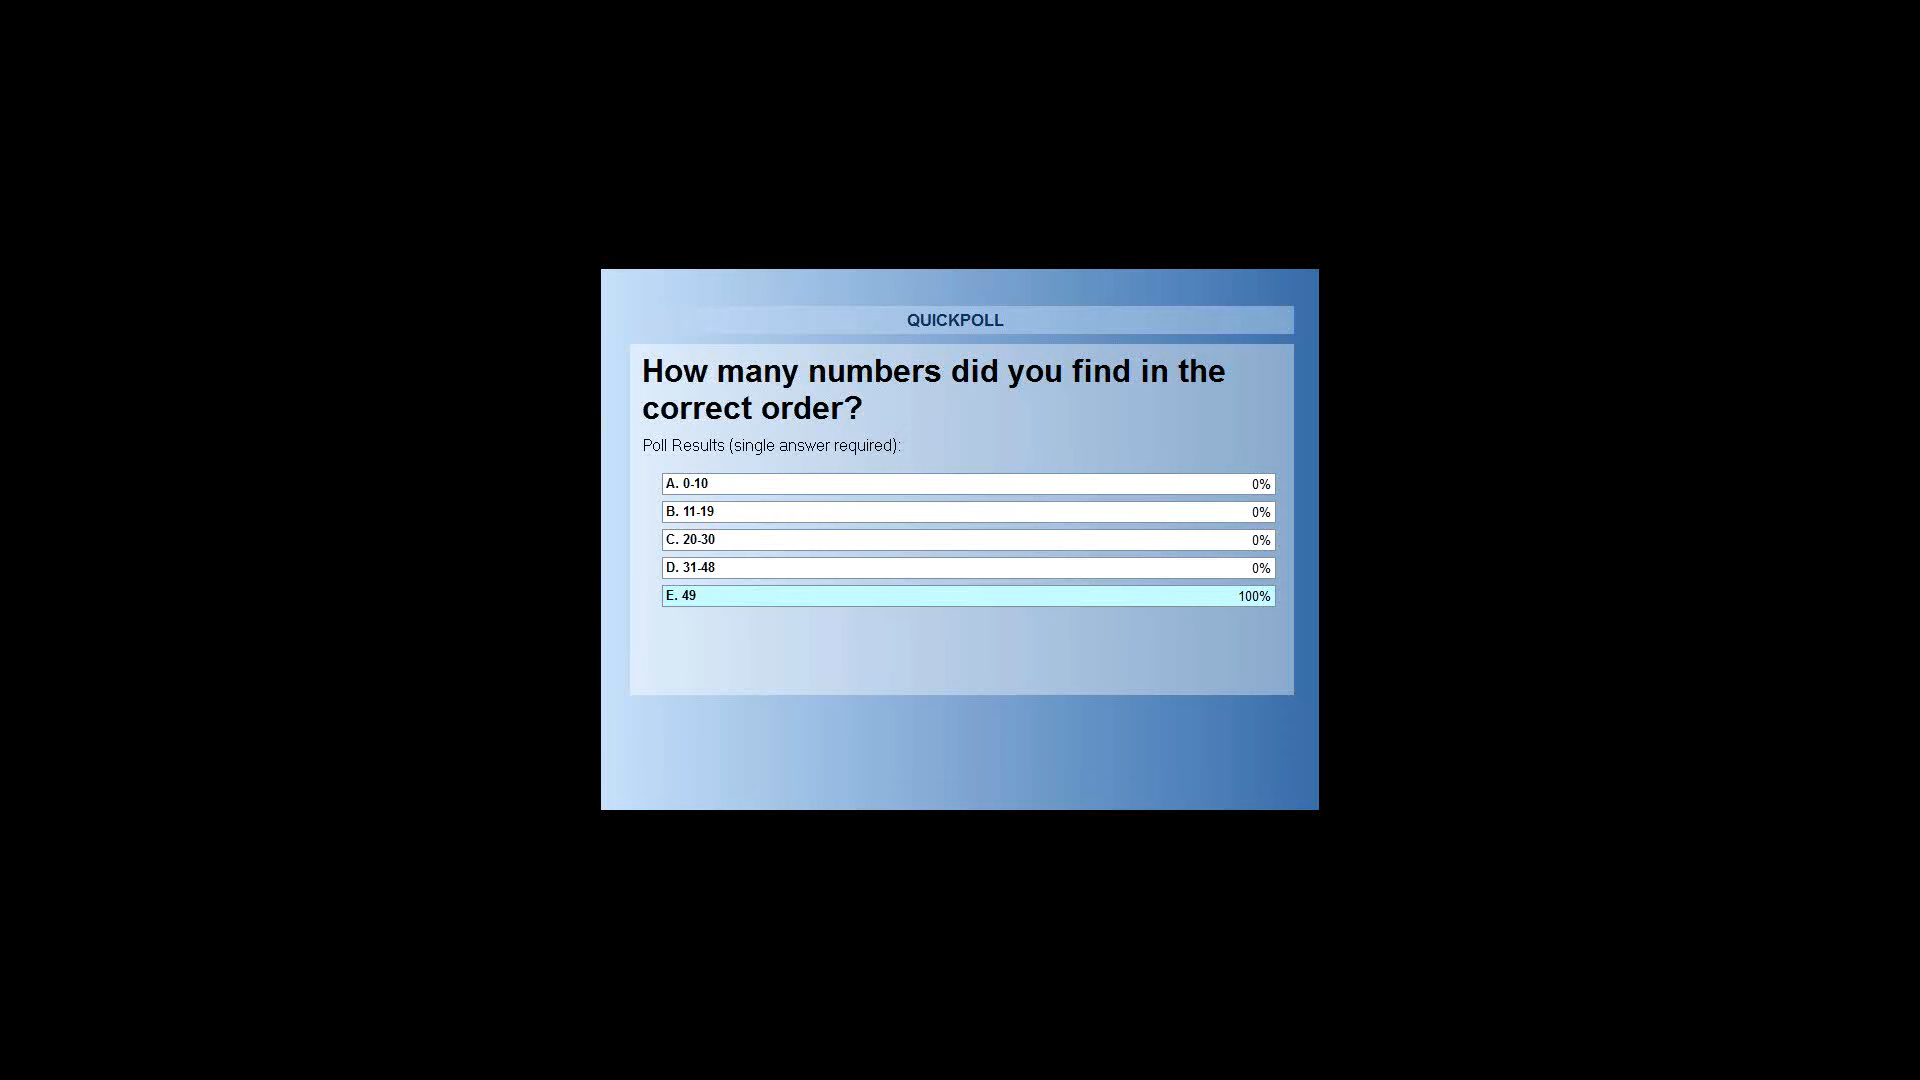 QUICKPOLL
How many numbers did you find in the
correct order?
Poll Results (single answer required):
A. 0-10 0%
B. 11-19 0%
C. 20-30 0%
D. 31-48 0%
E. 49 100%